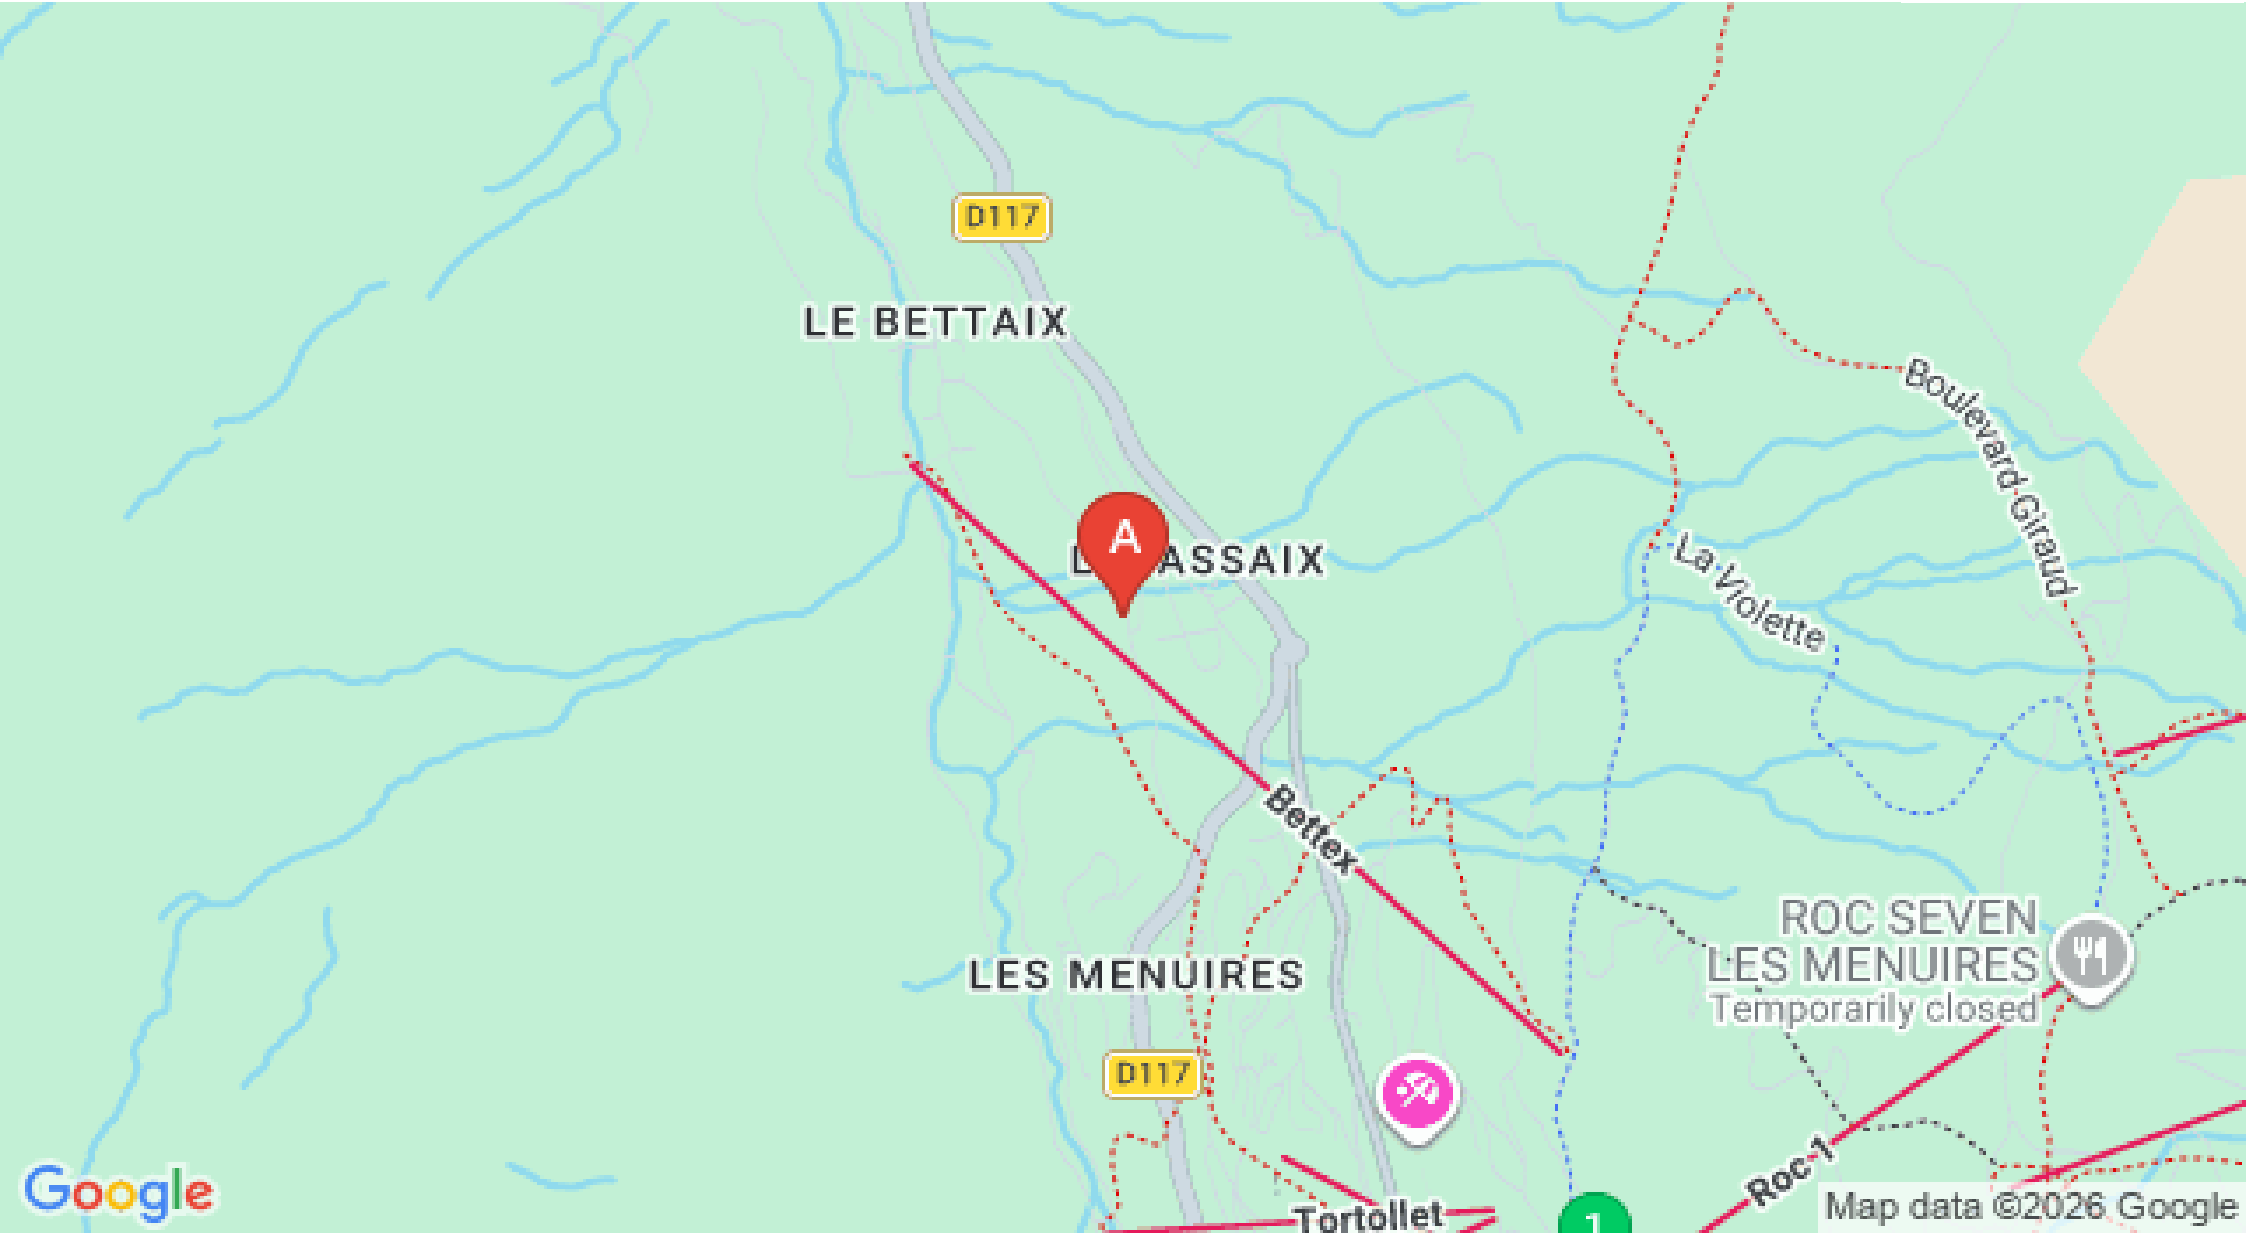 D117
LE BETTAIX
Boulevard Giraud
A
ASSAIX
La Violette
Bettex
ROC SEVEN
LES MENUIRES
Temporarily closed
LES MENUIRES
D117
Roc 1
Google
Tortollet
1
Map data ©2026 Google